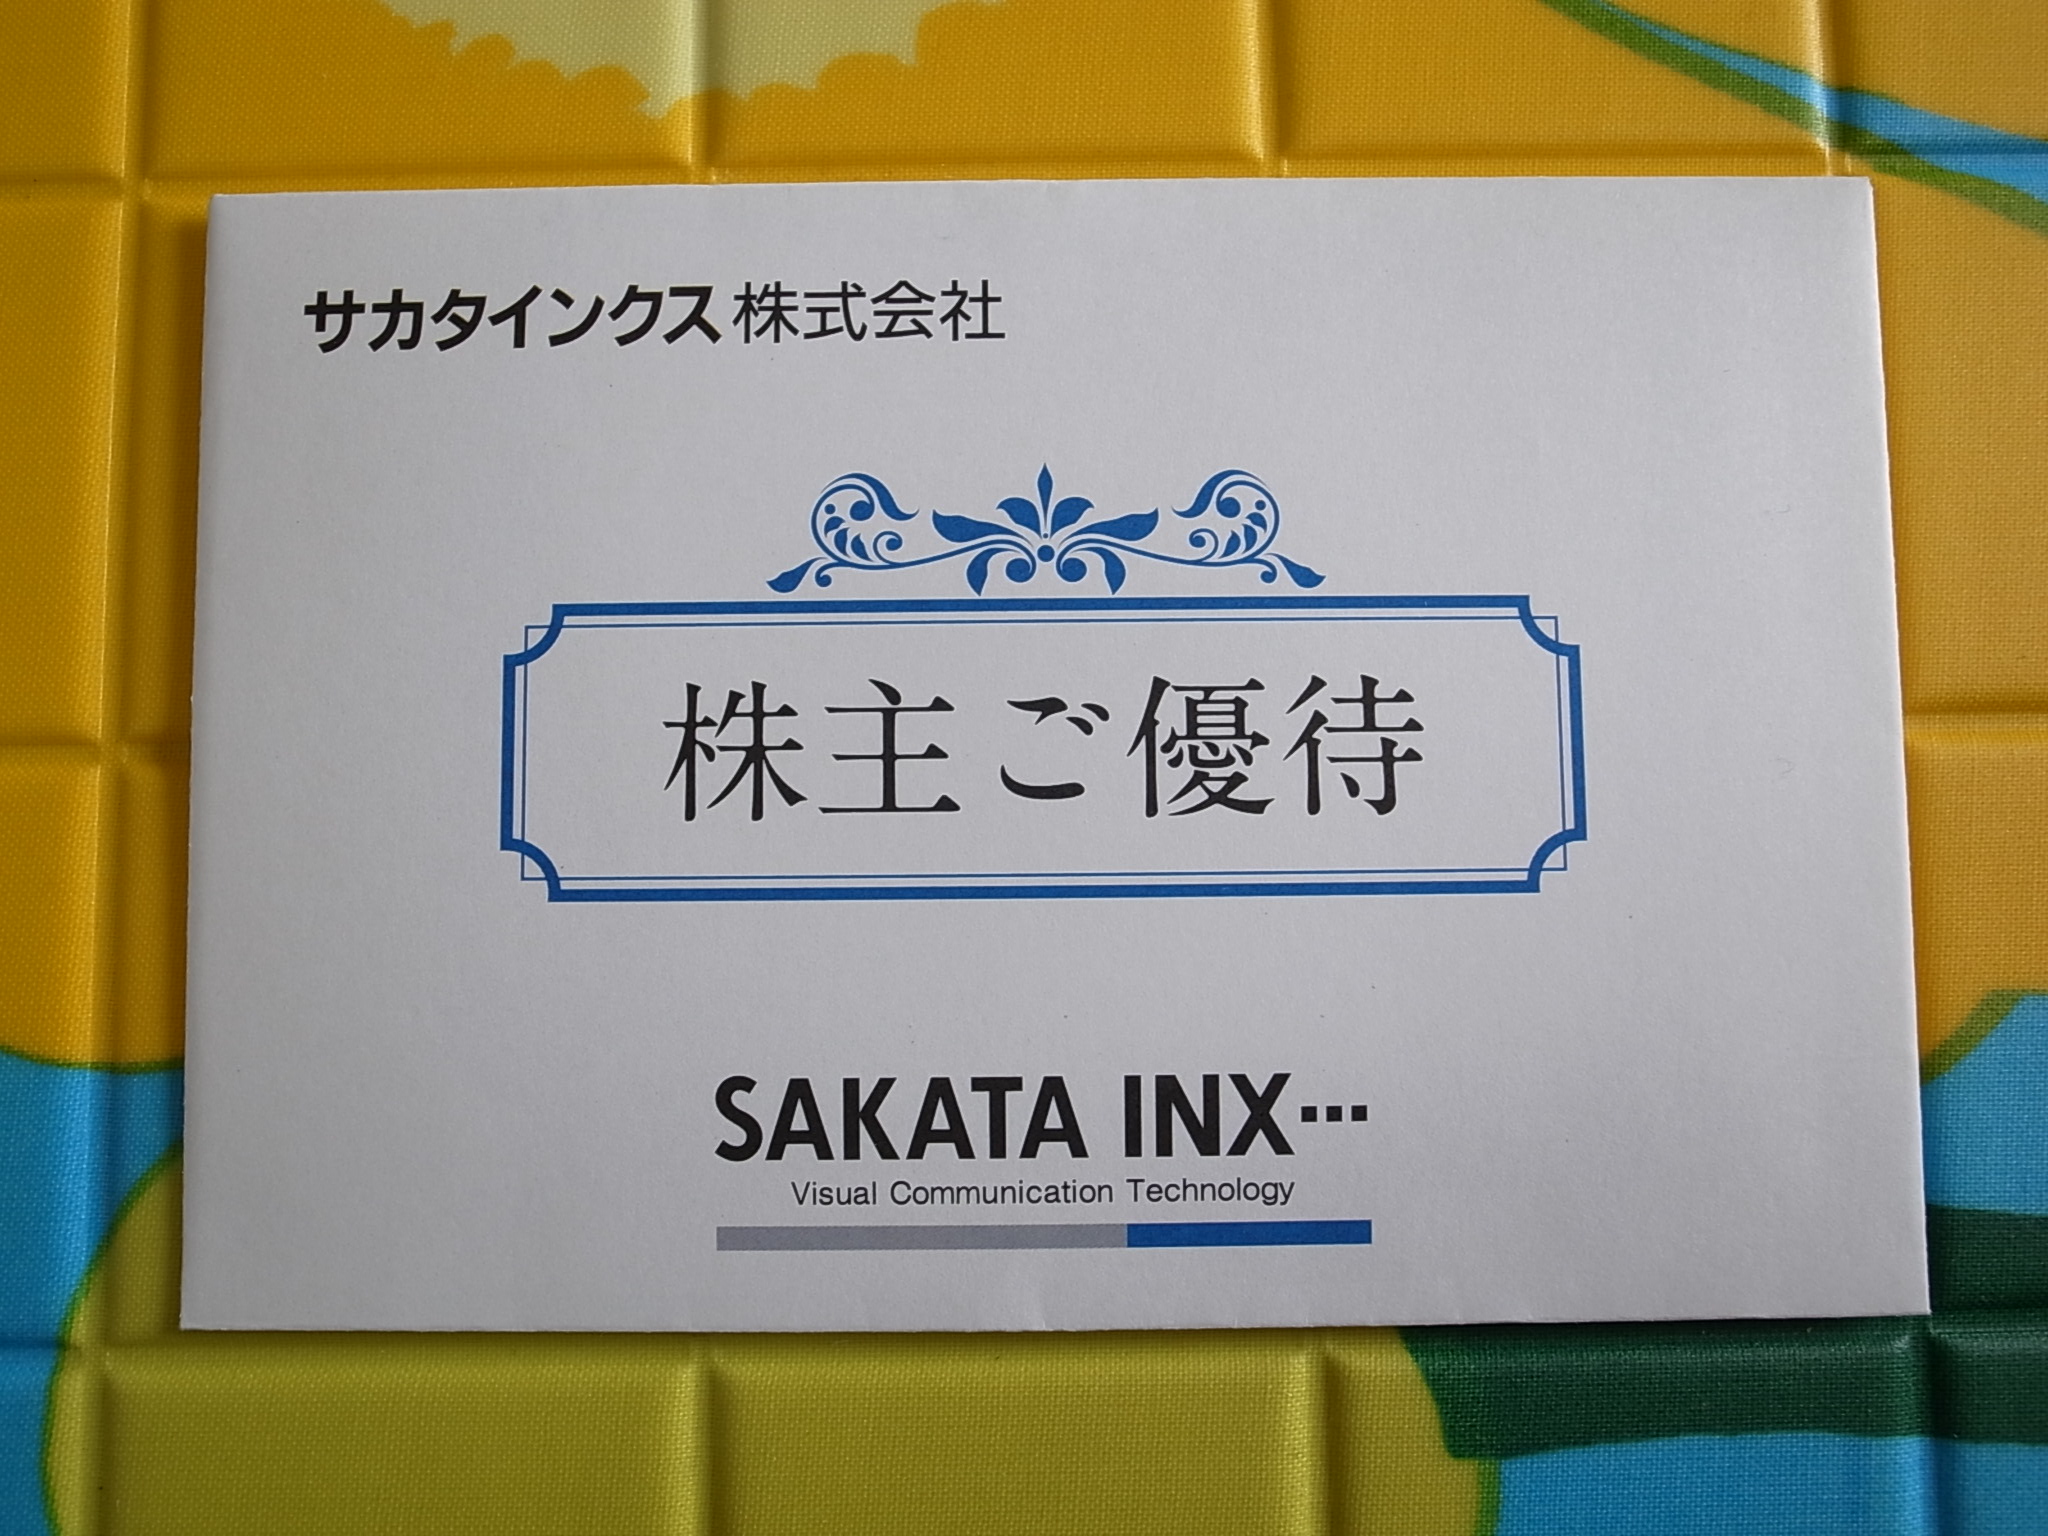 サカタインクス株式会社
株主ご優待
SAKATA INX…
Visual Communication Technology